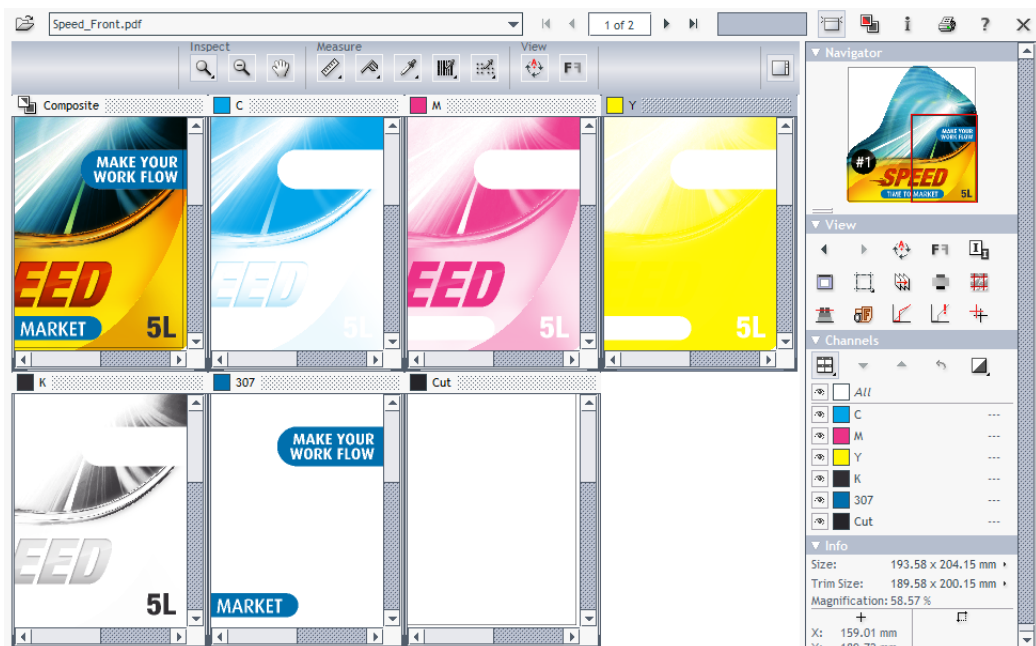 Speed_Front.pdf
1 of 2
Inspect
Measure
View
Composite
C
M
Y
MAKE YOUR
WORK FLOW
EED
MARKET
5L
EED
5L
EED
5L
5L
K
307
Cut
EED
5L
MAKE YOUR
WORK FLOW
MARKET
Navigator
MAKE YOUR
WORK FLOW
#1
SPEED
TIME TO MARKET
5L
View
Channels
All
C ---
M ---
Y ---
K ---
307 ---
Cut ---
Info
Size: 193.58 x 204.15 mm
Trim Size: 189.58 x 200.15 mm
Magnification: 58.57 %
X: 159.01 mm